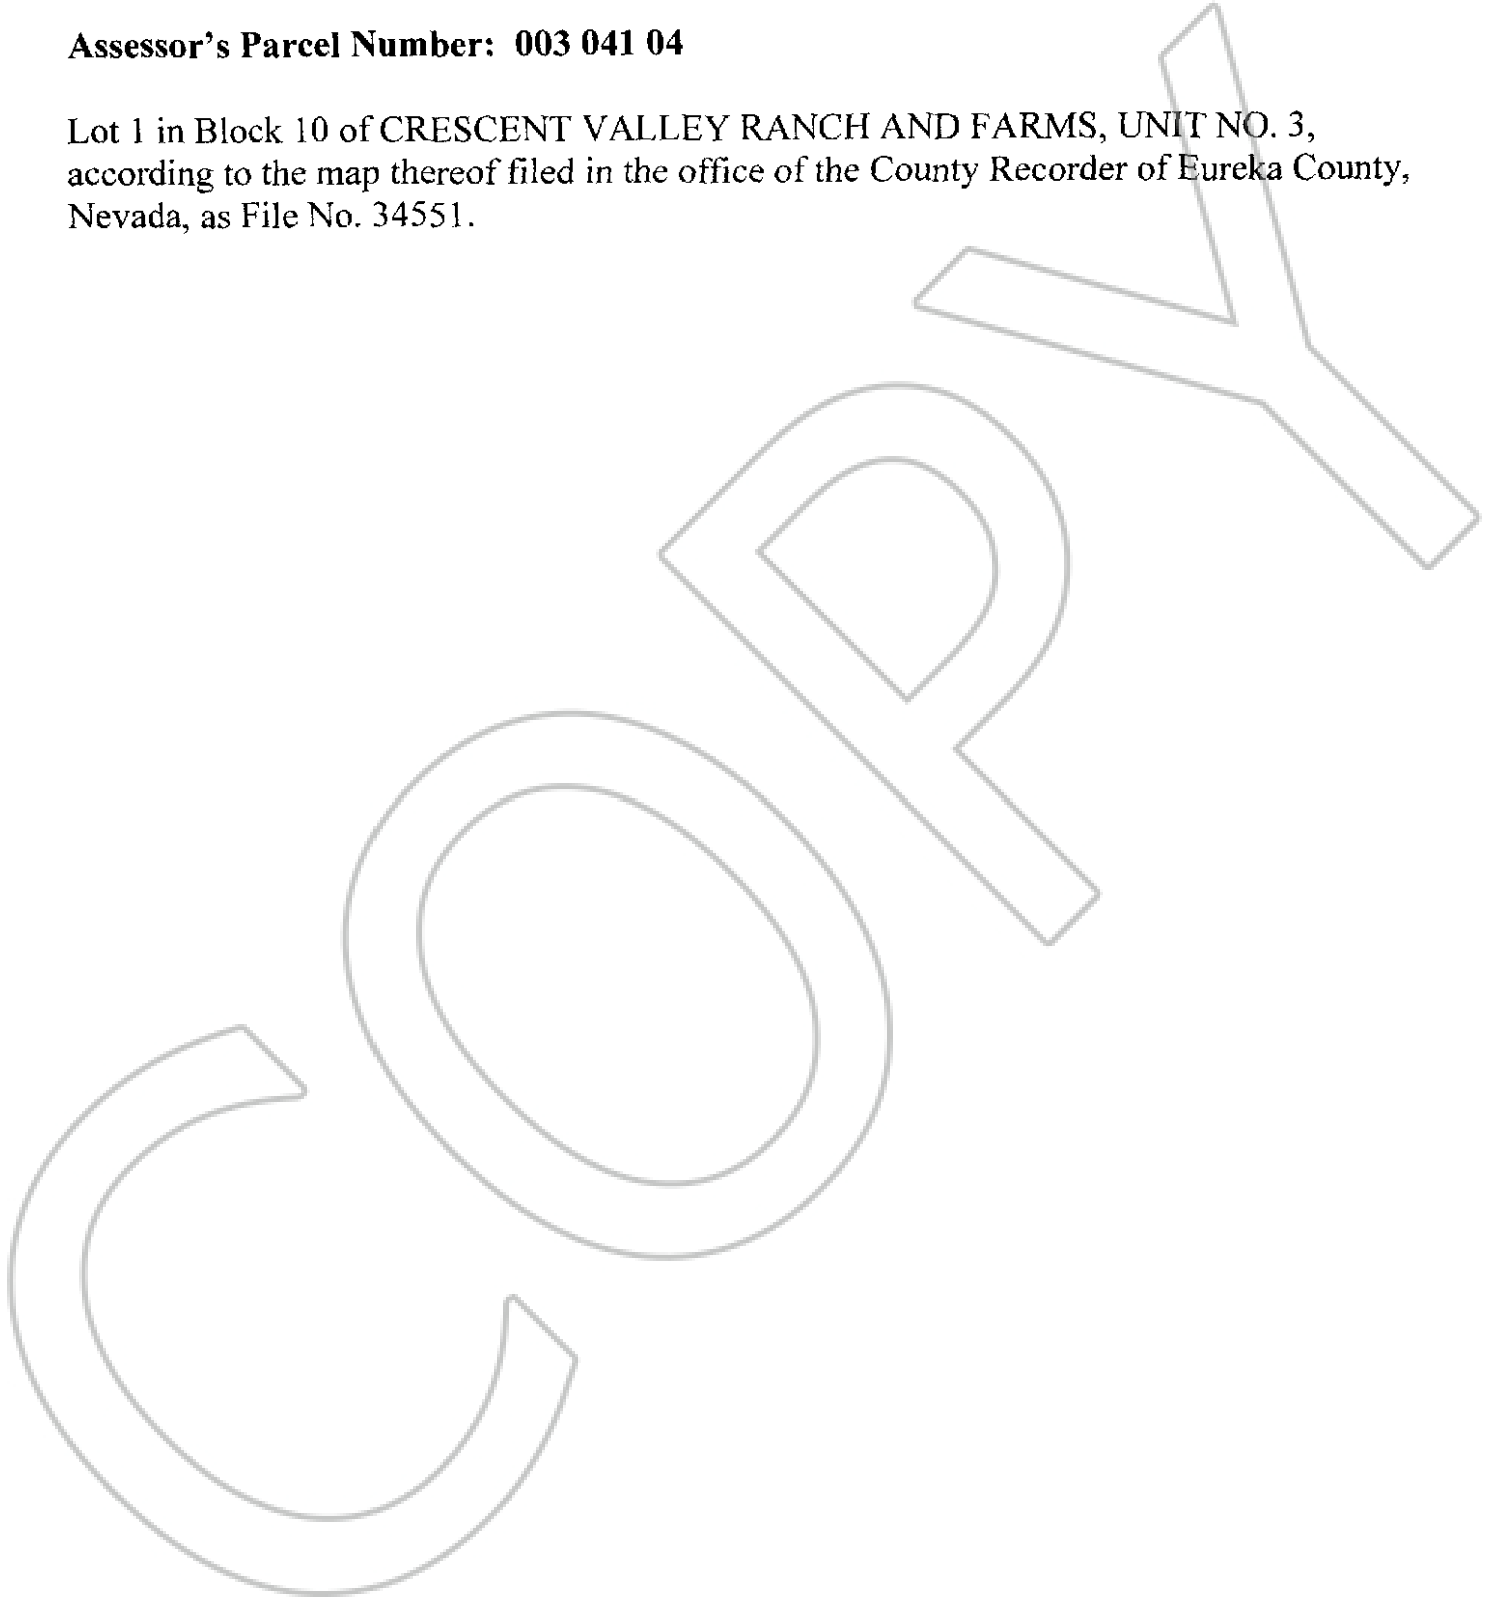 Assessor's Parcel Number: 003 041 04
Lot 1 in Block 10 of CRESCENT VALLEY RANCH AND FARMS, UNIT NO. 3,
according to the map thereof filed in the office of the County Recorder of Eureka County,
Nevada, as File No. 34551.
COPY